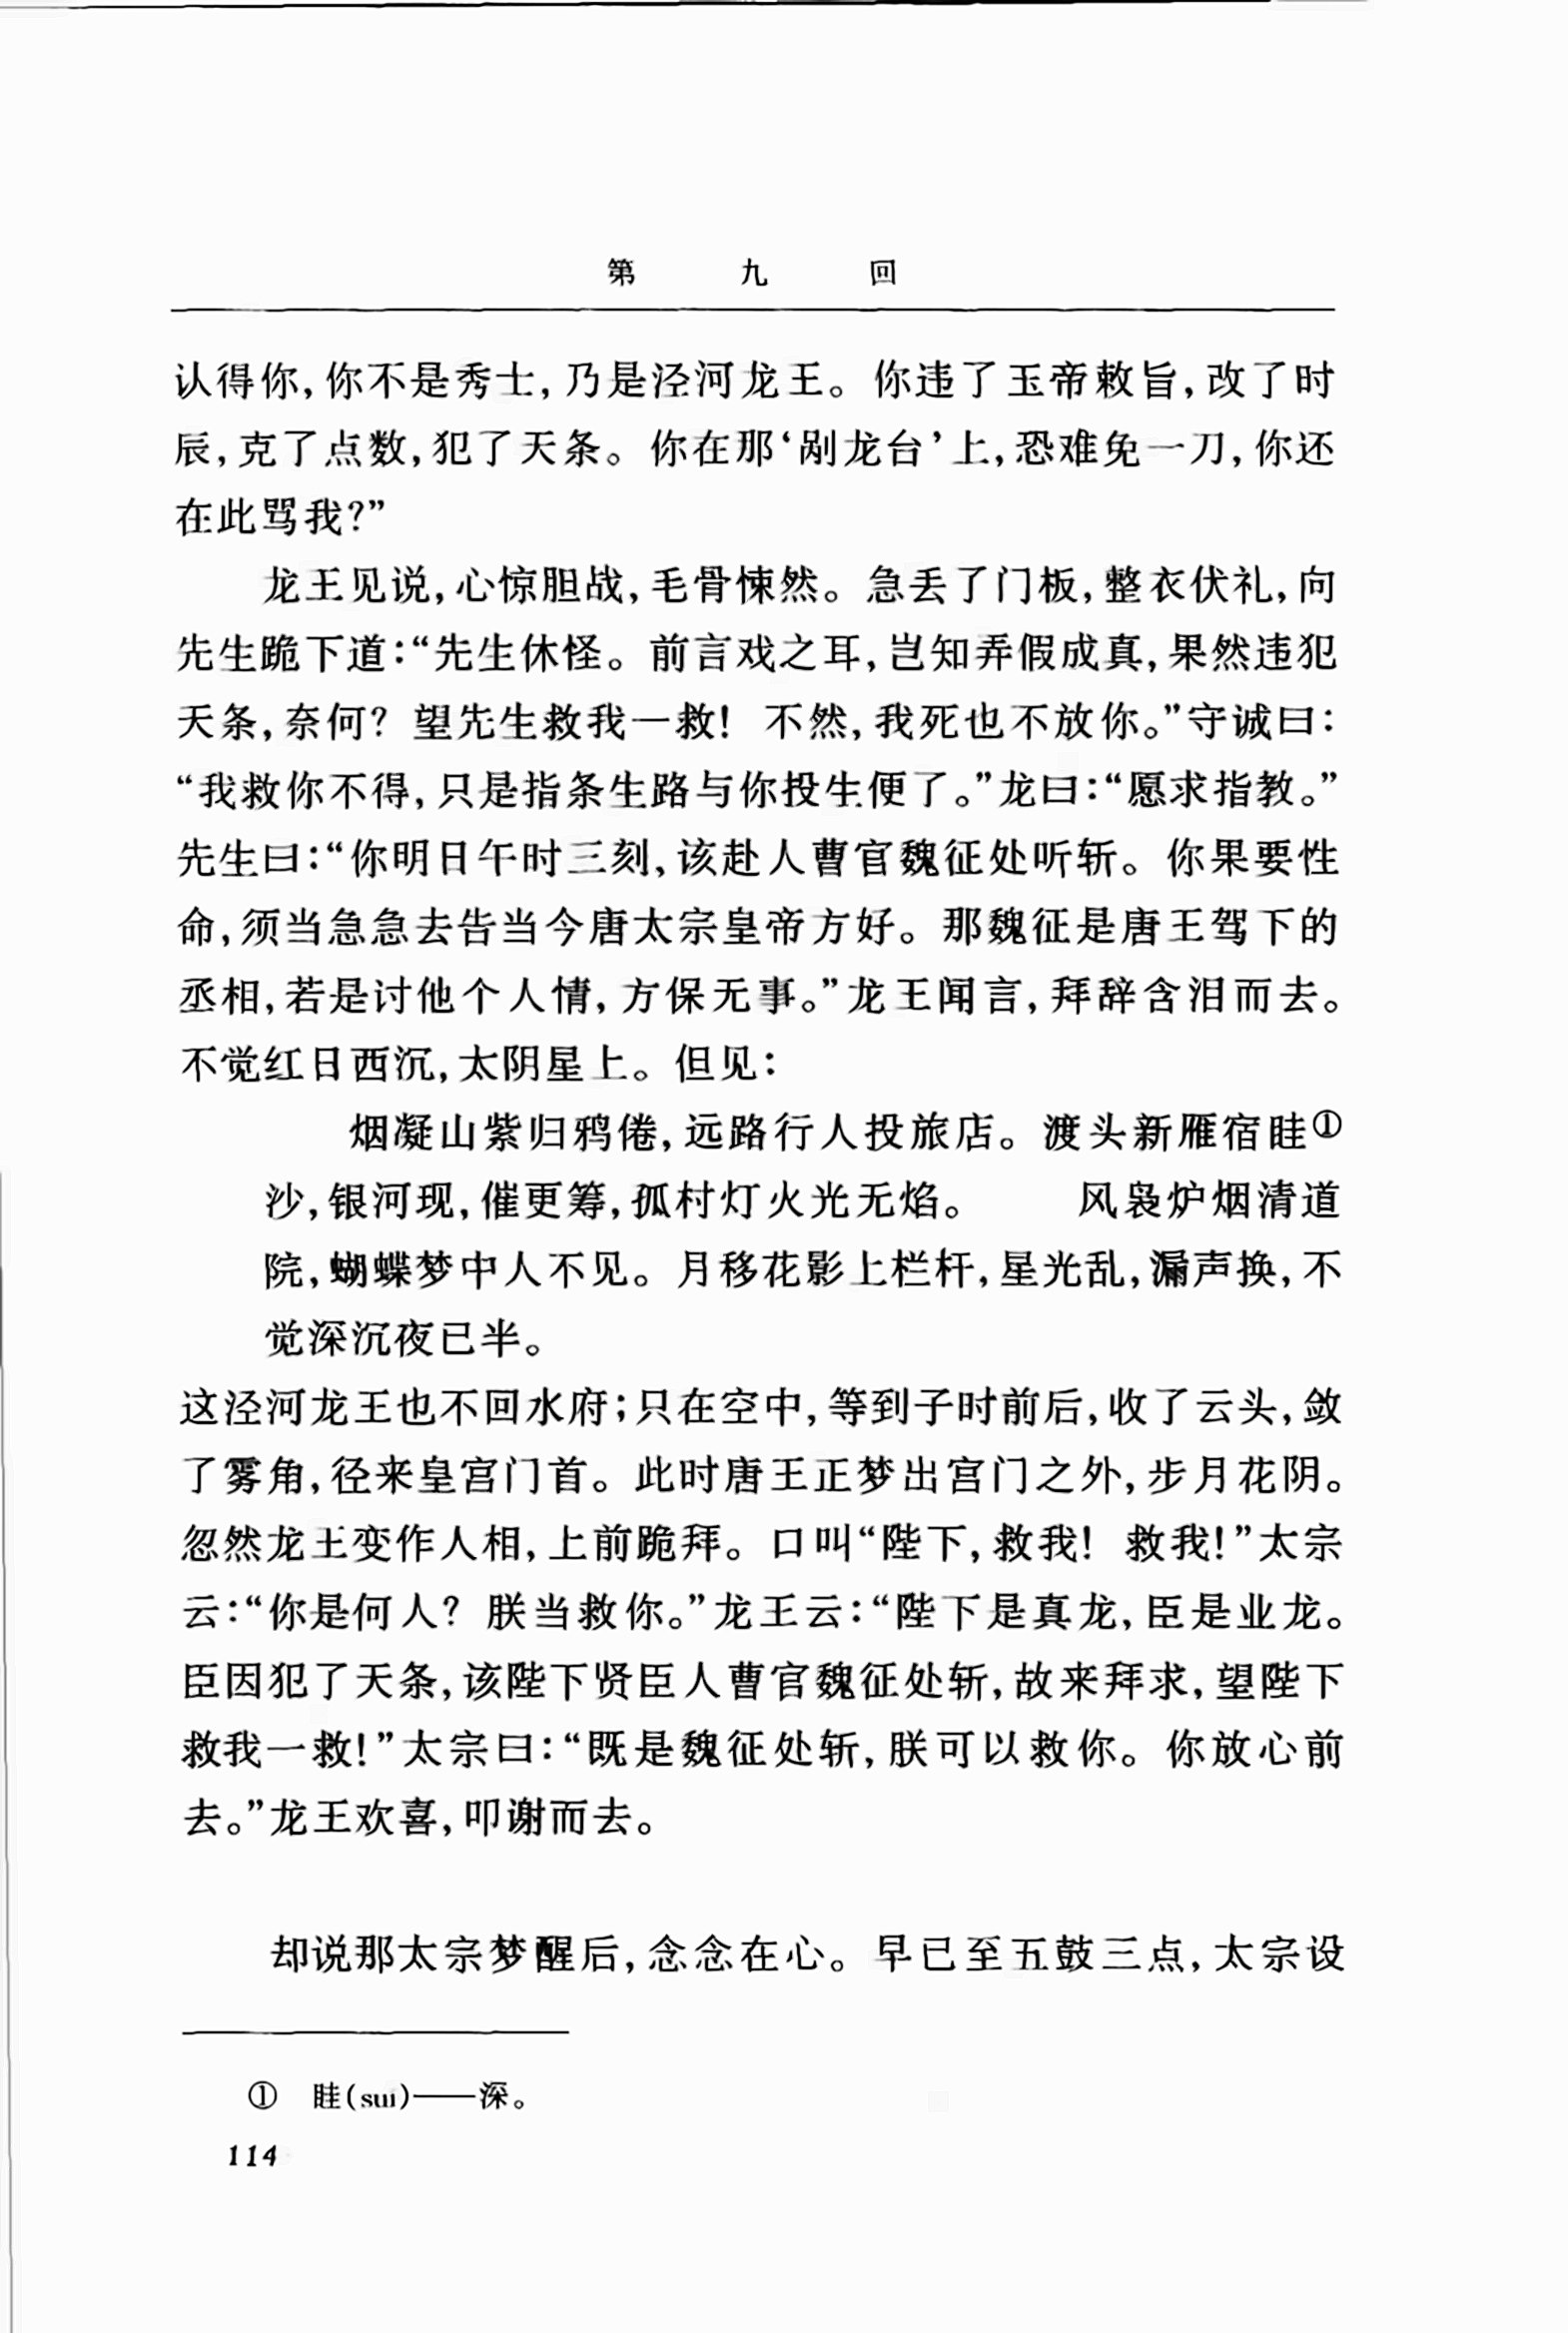 第九回
认得你，你不是秀士，乃是泾河龙王。你违了玉帝敕旨，改了时
辰，克了点数，犯了天条。你在那‘剐龙台’上，恐难免一刀，你还
在此骂我？”
龙王见说，心惊胆战，毛骨悚然。急丢了门板，整衣伏礼，向
先生跪下道：“先生休怪。前言戏之耳，岂知弄假成真，果然违犯
天条，奈何？望先生救我一救！不然，我死也不放你。”守诚曰：
“我救你不得，只是指条生路与你投生便了。”龙曰：“愿求指教。”
先生曰：“你明日午时三刻，该赴人曹官魏征处听斩。你果要性
命，须当急急去告当今唐太宗皇帝方好。那魏征是唐王驾下的
丞相，若是讨他个人情，方保无事。”龙王闻言，拜辞含泪而去。
不觉红日西沉，太阴星上。但见：
烟凝山紫归鸦倦，远路行人投旅店。渡头新雁宿眭①
沙，银河现，催更筹，孤村灯火光无焰。　　风袅炉烟清道
院，蝴蝶梦中人不见。月移花影上栏杆，星光乱，漏声换，不
觉深沉夜已半。
这泾河龙王也不回水府；只在空中，等到子时前后，收了云头，敛
了雾角，径来皇宫门首。此时唐王正梦出宫门之外，步月花阴。
忽然龙王变作人相，上前跪拜。口叫“陛下，救我！救我！”太宗
云：“你是何人？朕当救你。”龙王云：“陛下是真龙，臣是业龙。
臣因犯了天条，该陛下贤臣人曹官魏征处斩，故来拜求，望陛下
救我一救！”太宗曰：“既是魏征处斩，朕可以救你。你放心前
去。”龙王欢喜，叩谢而去。
却说那太宗梦醒后，念念在心。早已至五鼓三点，太宗设
① 眭(suī)——深。
114